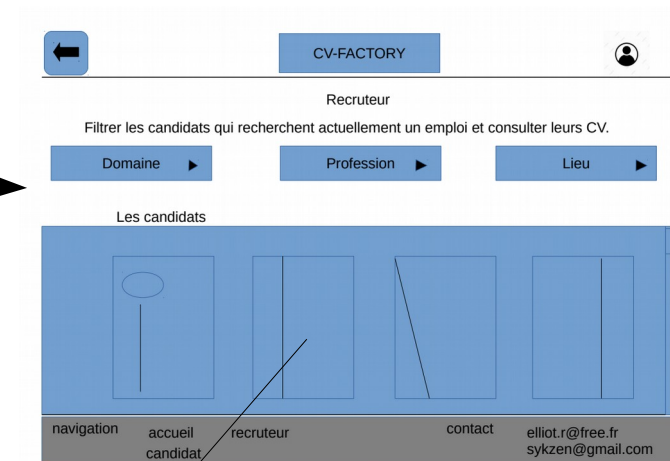 CV-FACTORY
Recruteur
Filtrer les candidats qui recherchent actuellement un emploi et consulter leurs CV.
Domaine
Profession
Lieu
Les candidats
navigation
accueil
candidat
recruteur
contact
elliot.r@free.fr
sykzen@gmail.com